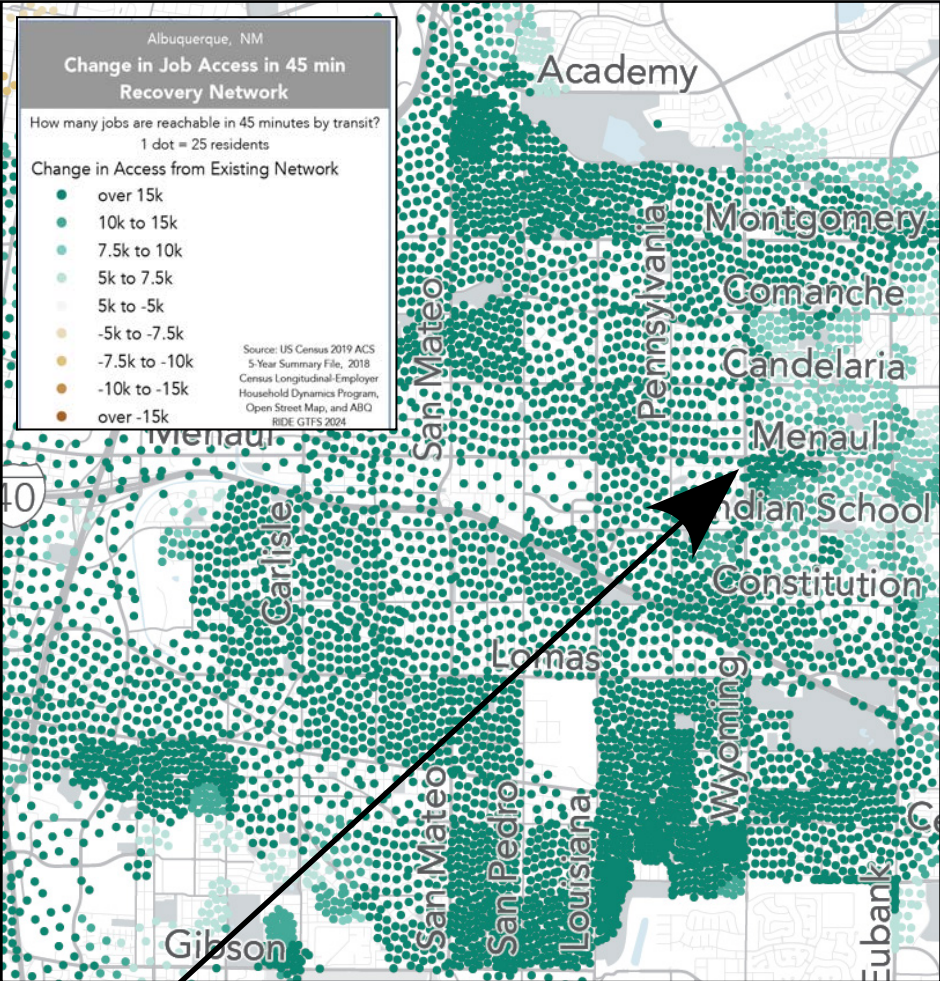 Albuquerque, NM
Change in Job Access in 45 min
Recovery Network
How many jobs are reachable in 45 minutes by transit?
1 dot = 25 residents
Change in Access from Existing Network
over 15k
10k to 15k
7.5k to 10k
5k to 7.5k
5k to -5k
-5k to -7.5k
-7.5k to -10k
-10k to -15k
over -15k
Source: US Census 2019 ACS
5-Year Summary File, 2018
Census Longitudinal-Employer
Household Dynamics Program,
Open Street Map, and ABQ
RIDE GTFS 2024
Academy
Montgomery
Pennsylvania
Comanche
San Mateo
Candelaria
Menaul
Menaul
40
ndian School
Carlisle
Constitution
Lomas
Wyoming
San Mateo
San Pedro
Louisiana
C
Eubank
Gibson